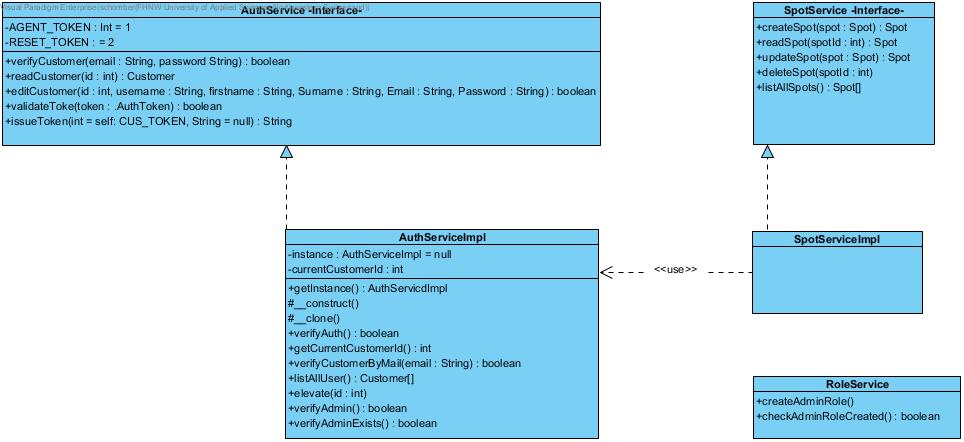 Visual Paradigm Enterprise(schomber(FHNW University of Applied
AuthService -Interface-
-AGENT_TOKEN : Int = 1
-RESET_TOKEN : = 2
+verifyCustomer(email : String, password String) : boolean
+readCustomer(id : int) : Customer
+editCustomer(id : int, username : String, firstname : String, Surname : String, Email : String, Password : String) : boolean
+validateToke(token : .AuthToken) : boolean
+issueToken(int = self: CUS_TOKEN, String = null) : String
SpotService -Interface-
+createSpot(spot : Spot) : Spot
+readSpot(spotId : int) : Spot
+updateSpot(spot : Spot) : Spot
+deleteSpot(spotId : int)
+listAllSpots() : Spot[]
AuthServiceImpl
-instance : AuthServiceImpl = null
-currentCustomerId : int
+getInstance() : AuthServicdImpl
#__construct()
#__clone()
+verifyAuth() : boolean
+getCurrentCustomerId() : int
+verifyCustomerByMail(email : String) : boolean
+listAllUser() : Customer[]
+elevate(id : int)
+verifyAdmin() : boolean
+verifyAdminExists() : boolean
<<use>>
SpotServiceImpl
RoleService
+createAdminRole()
+checkAdminRoleCreated() : boolean